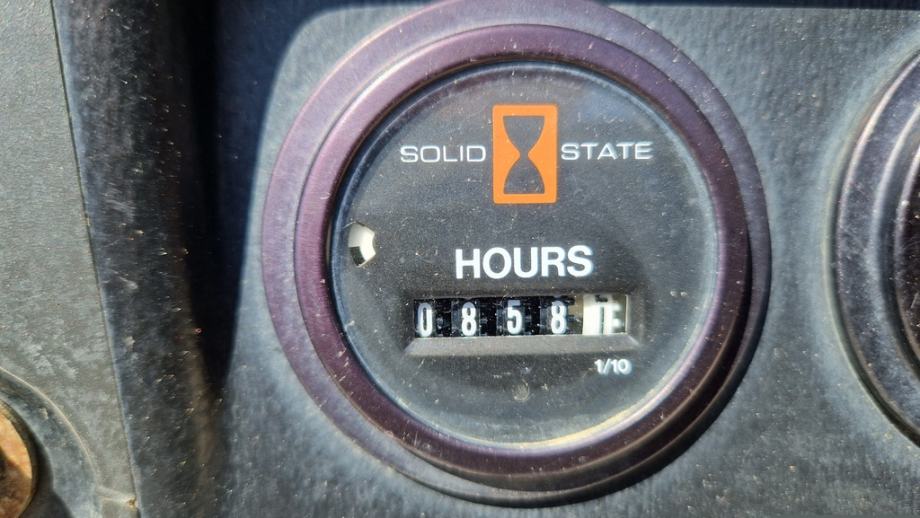 SOLID STATE
HOURS
0858
1/10